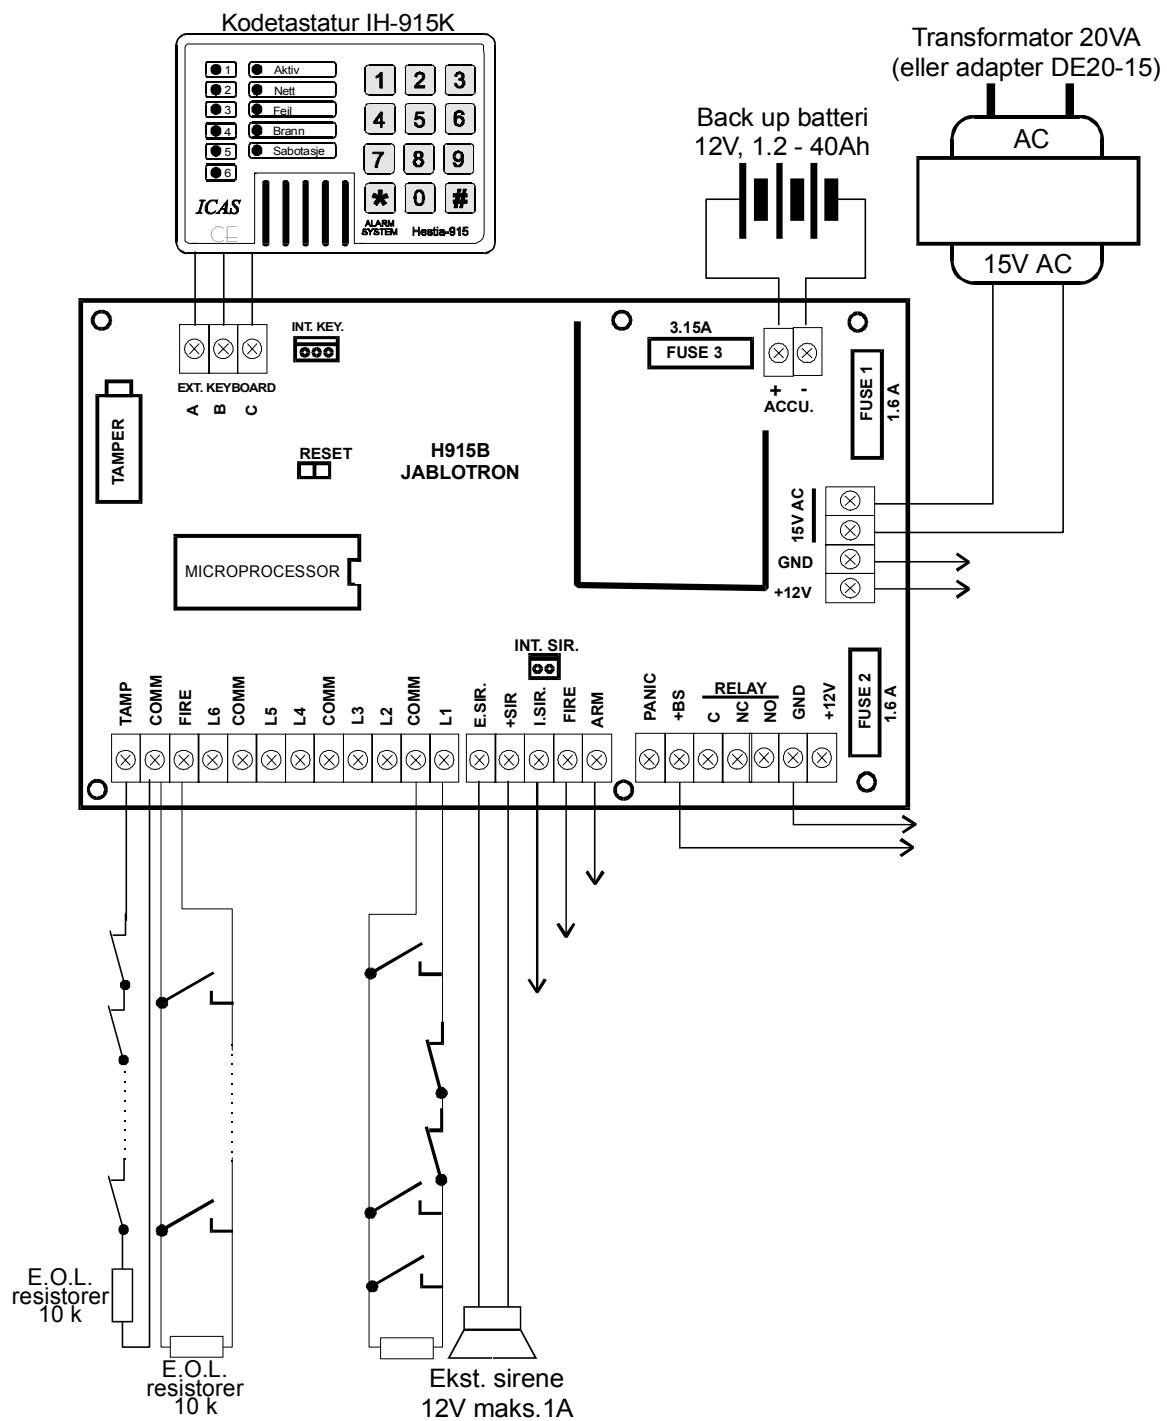 Kodetastatur IH-915K
1 Aktiv
2 Nett
3 Feil
4 Brann
5 Sabotasje
6
1 2 3
4 5 6
7 8 9
* 0 #
ICAS
CE
ALARM
SYSTEM
Hestia-915
Transformator 20VA
(eller adapter DE20-15)
AC
15V AC
Back up batteri
12V, 1.2 - 40Ah
INT. KEY.
EXT. KEYBOARD
A B C
TAMPER
RESET
H915B
JABLOTRON
MICROPROCESSOR
3.15A
FUSE 3
+ -
ACCU.
FUSE 1
1.6 A
15V AC
GND
+12V
INT. SIR.
FUSE 2
1.6 A
TAMP
COMM
FIRE
L6
COMM
L5
L4
COMM
L3
L2
COMM
L1
E.SIR.
+SIR
I.SIR.
FIRE
ARM
PANIC
+BS
RELAY
C
NC
NO
GND
+12V
E.O.L.
resistorer
10 k
E.O.L.
resistorer
10 k
Ekst. sirene
12V maks.1A